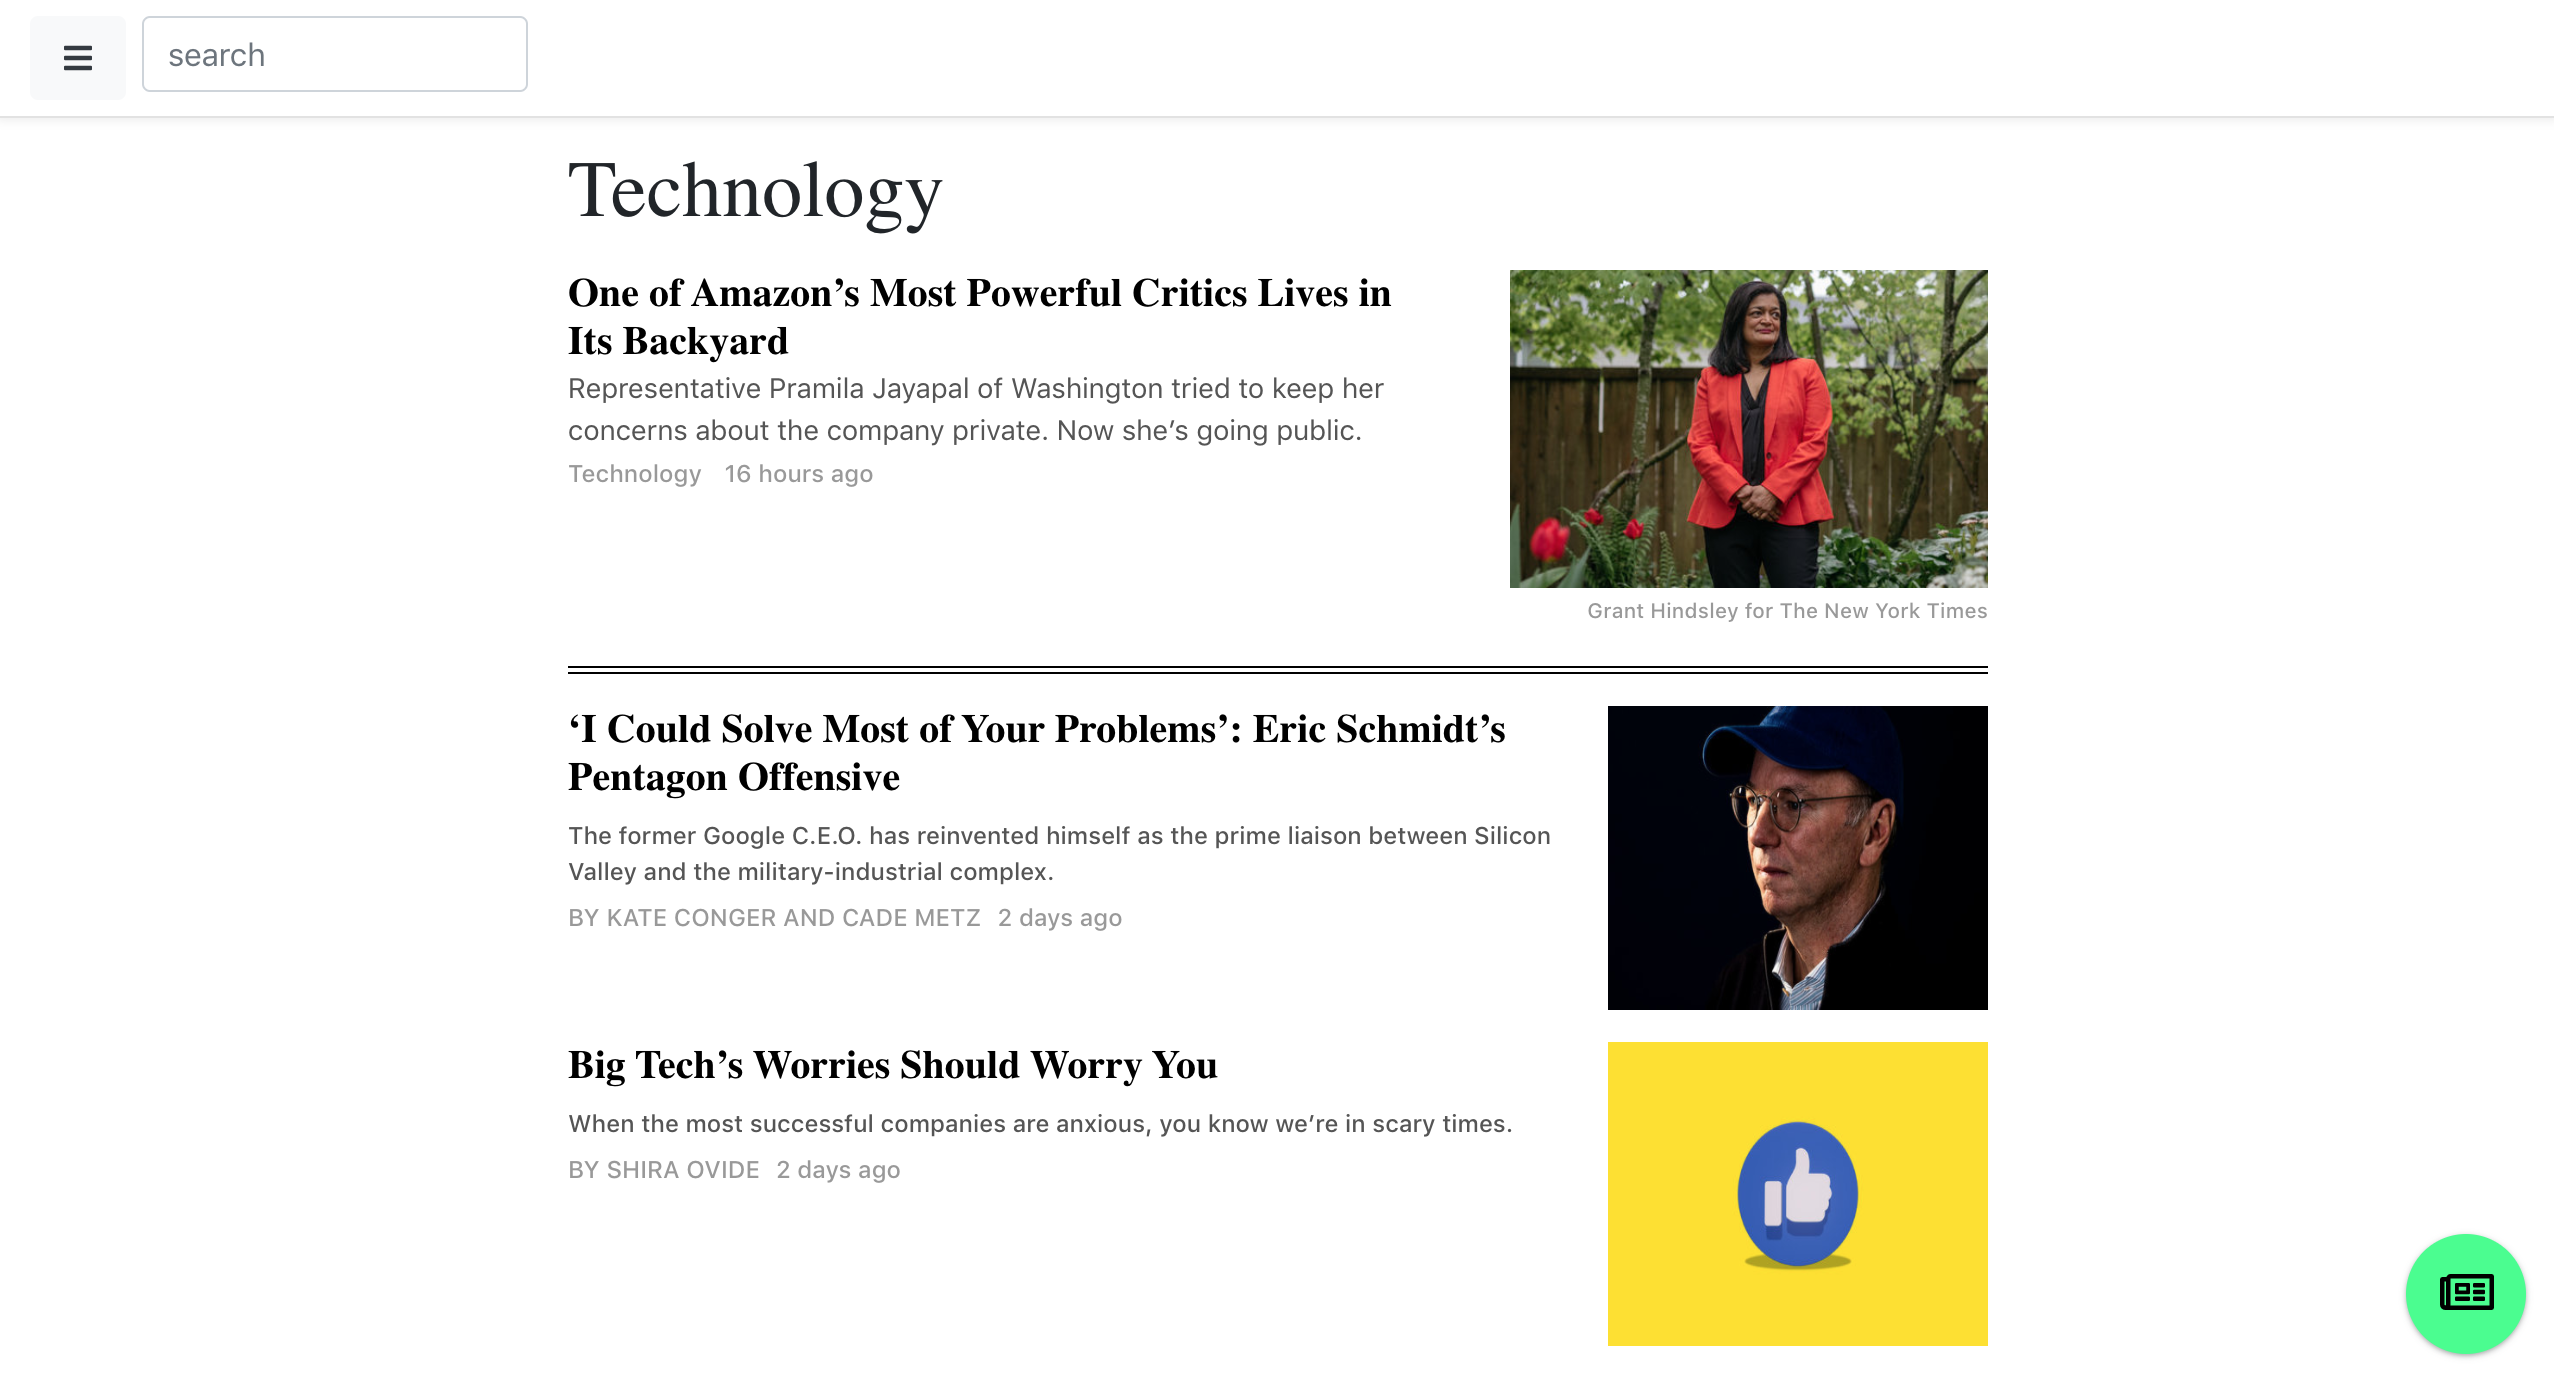 search
Technology
One of Amazon’s Most Powerful Critics Lives in
Its Backyard
Representative Pramila Jayapal of Washington tried to keep her
concerns about the company private. Now she’s going public.
Technology 16 hours ago
Grant Hindsley for The New York Times
‘I Could Solve Most of Your Problems’: Eric Schmidt’s
Pentagon Offensive
The former Google C.E.O. has reinvented himself as the prime liaison between Silicon
Valley and the military-industrial complex.
BY KATE CONGER AND CADE METZ 2 days ago
Big Tech’s Worries Should Worry You
When the most successful companies are anxious, you know we’re in scary times.
BY SHIRA OVIDE 2 days ago